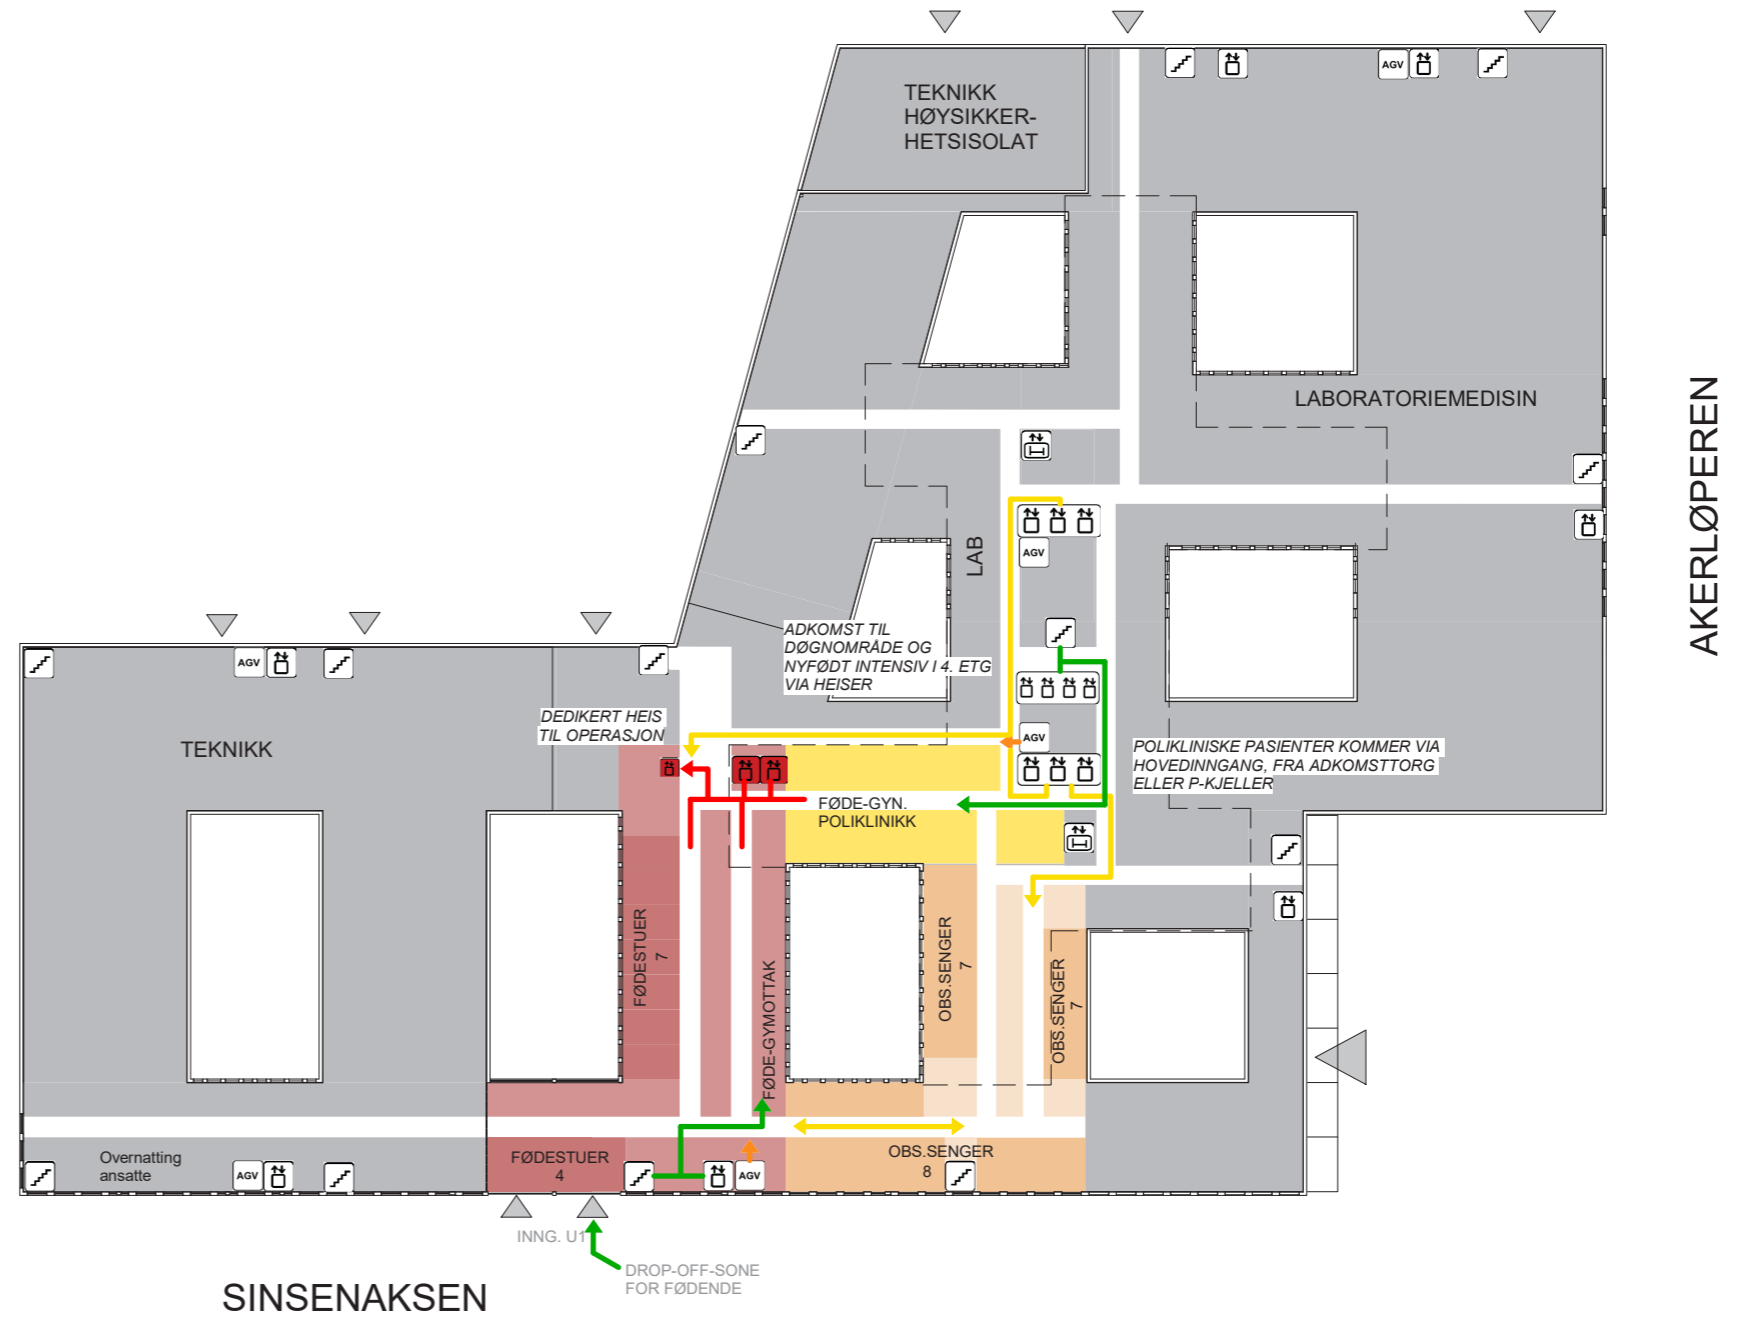 TEKNIKK
HØYSIKKER-
HETSISOLAT
AGV
LABORATORIEMEDISIN
AKERLØPEREN
LAB
AGV
ADKOMST TIL
DØGNOMRÅDE OG
NYFØDT INTENSIV I 4. ETG
VIA HEISER
AGV
TEKNIKK
DEDIKERT HEIS
TIL OPERASJON
AGV
POLIKLINISKE PASIENTER KOMMER VIA
HOVEDINNGANG, FRA ADKOMSTTORG
ELLER P-KJELLER
FØDE-GYN.
POLIKLINIKK
FØDESTUER
7
FØDE-GYMOTTAK
OBS.SENGER
7
OBS.SENGER
7
Overnatting
ansatte
AGV
FØDESTUER
4
AGV
OBS.SENGER
8
INNG. U1
DROP-OFF-SONE
FOR FØDENDE
SINSENAKSEN